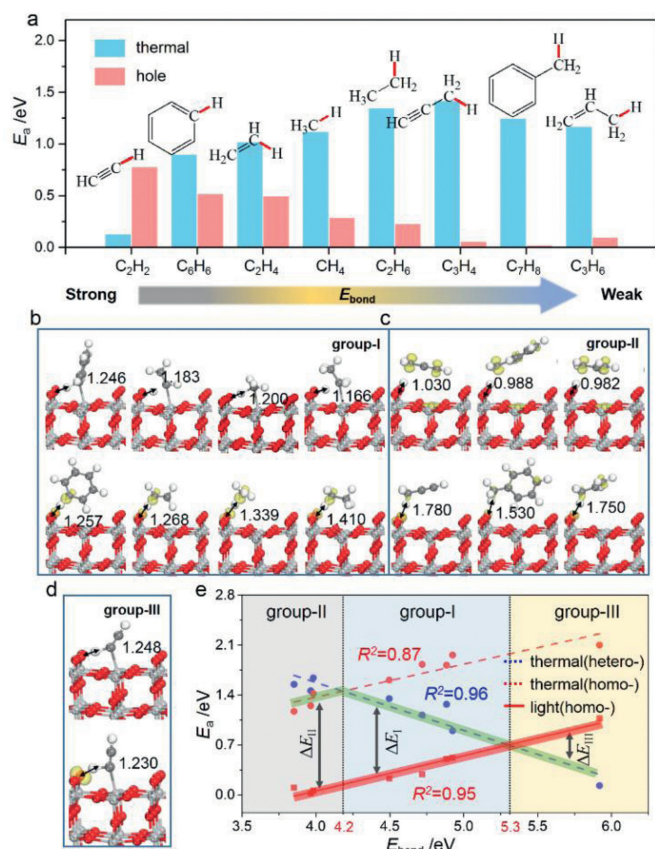 a
2.0
1.5
1.0
0.5
0.0
Eₐ /eV
thermal
hole
HC C H
C H
H₂C C H H
H₃C H
H₃C CH₂ H
HC C C H₂ H
H CH₂
H₂C C H C H₂ H
C₂H₂ C₆H₆ C₂H₄ CH₄ C₂H₆ C₃H₄ C₇H₈ C₃H₆
Strong E_bond Weak
b group-I
1.246 .183 1.200 1.166
1.257 1.268 1.339 1.410
c group-II
1.030 0.988 0.982
1.780 1.530 1.750
d
group-III
1.248
1.230
e
group-II group-I group-III
2.8
2.1
1.4
0.7
0.0
Eₐ /eV
R²=0.87
R²=0.96
R²=0.95
ΔE_II ΔE_I ΔE_III
thermal(hetero-)
thermal(homo-)
light(homo-)
3.5 4.0 4.2 4.5 5.0 5.3 5.5 6.0
E_bond /eV